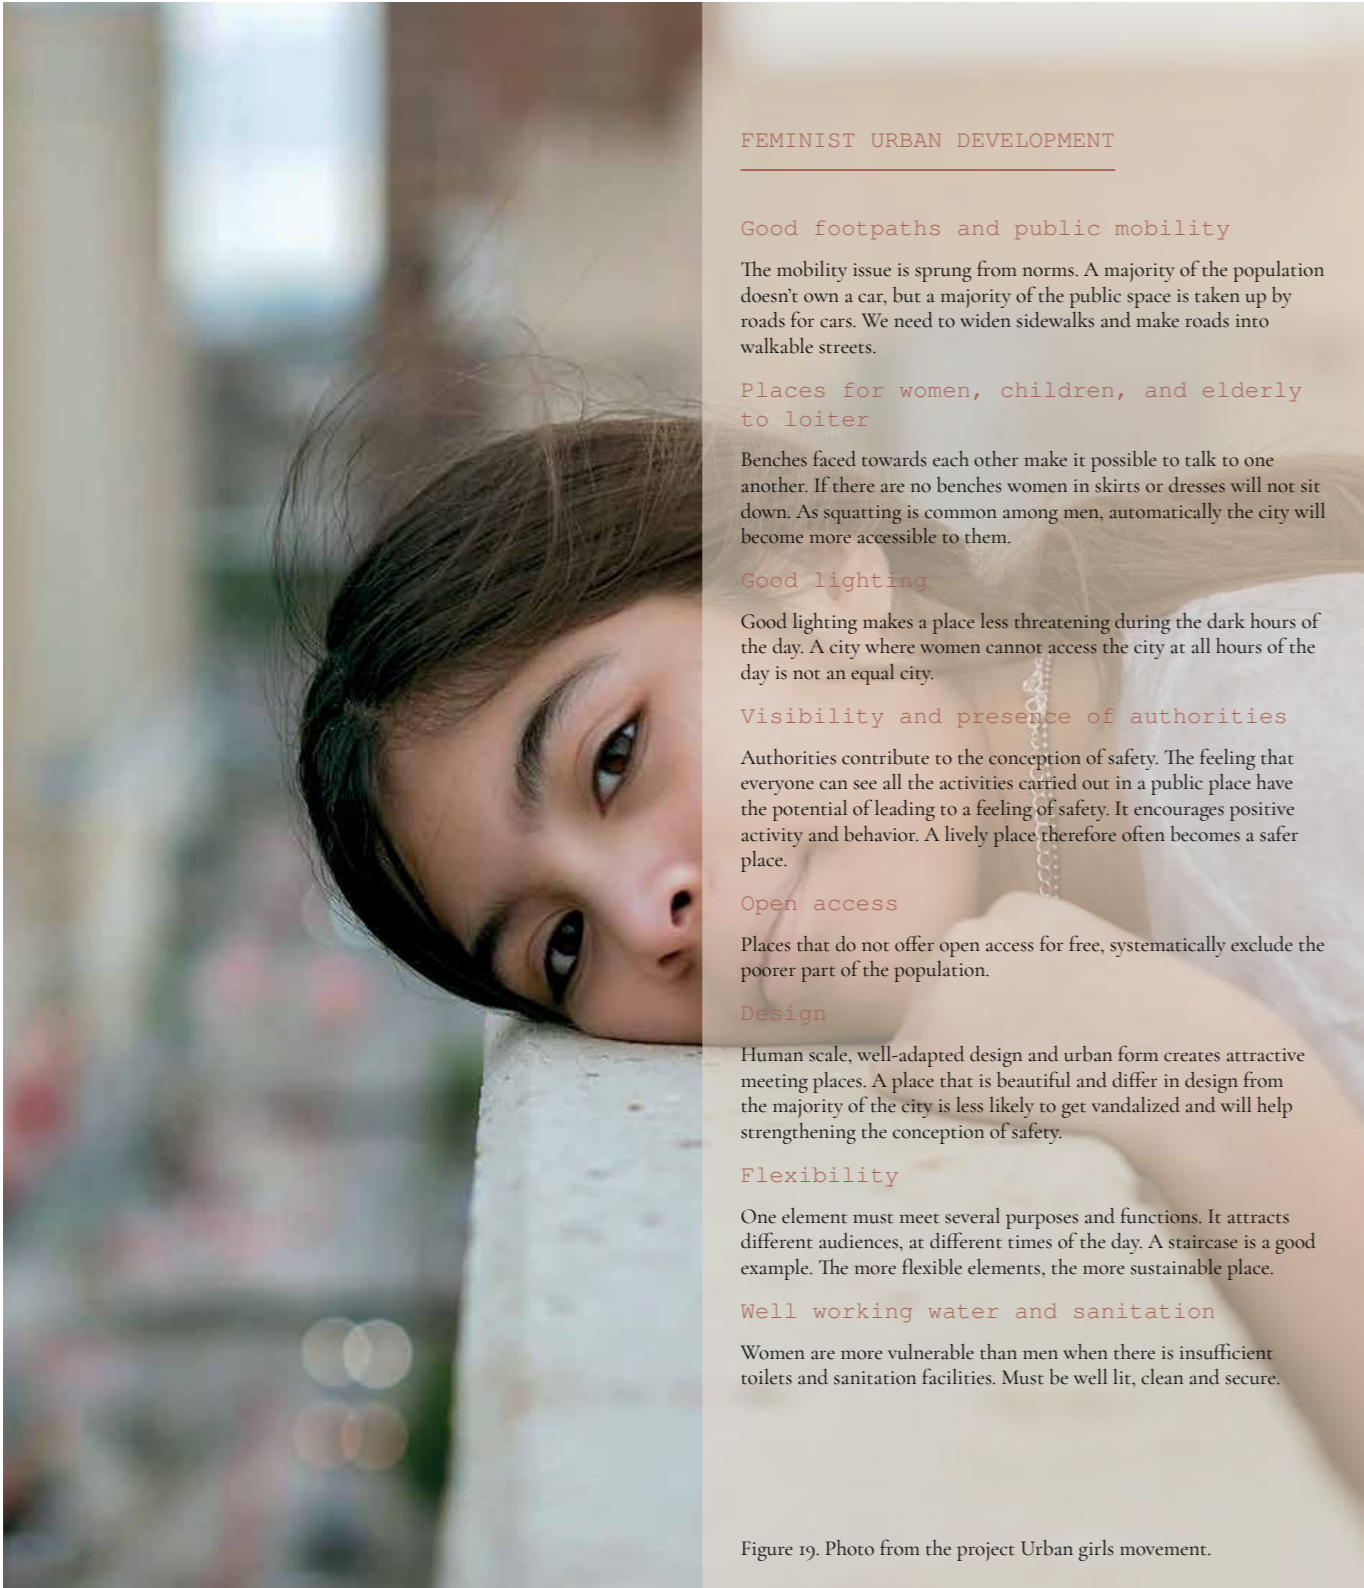 FEMINIST URBAN DEVELOPMENT
Good footpaths and public mobility
The mobility issue is sprung from norms. A majority of the population
doesn't own a car, but a majority of the public space is taken up by
roads for cars. We need to widen sidewalks and make roads into
walkable streets.
Places for women, children, and elderly
to loiter
Benches faced towards each other make it possible to talk to one
another. If there are no benches women in skirts or dresses will not sit
down. As squatting is common among men, automatically the city will
become more accessible to them.
Good lighting
Good lighting makes a place less threatening during the dark hours of
the day. A city where women cannot access the city at all hours of the
day is not an equal city.
Visibility and presence of authorities
Authorities contribute to the conception of safety. The feeling that
everyone can see all the activities carried out in a public place have
the potential of leading to a feeling of safety. It encourages positive
activity and behavior. A lively place therefore often becomes a safer
place.
Open access
Places that do not offer open access for free, systematically exclude the
poorer part of the population.
Design
Human scale, well-adapted design and urban form creates attractive
meeting places. A place that is beautiful and differ in design from
the majority of the city is less likely to get vandalized and will help
strengthening the conception of safety.
Flexibility
One element must meet several purposes and functions. It attracts
different audiences, at different times of the day. A staircase is a good
example. The more flexible elements, the more sustainable place.
Well working water and sanitation
Women are more vulnerable than men when there is insufficient
toilets and sanitation facilities. Must be well lit, clean and secure.
Figure 19. Photo from the project Urban girls movement.